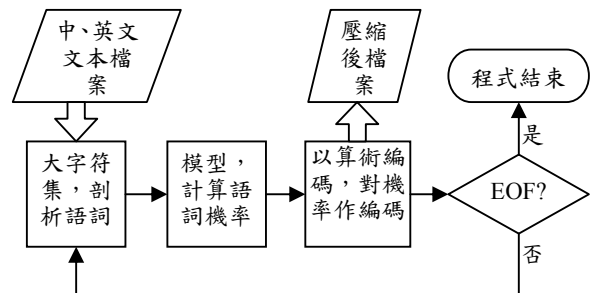 中、英文
文本檔
案
壓縮
後檔
案
程式結束
是
大字符
集，剖
析語詞
模型，
計算語
詞機率
以算術編
碼，對機
率作編碼
EOF?
否